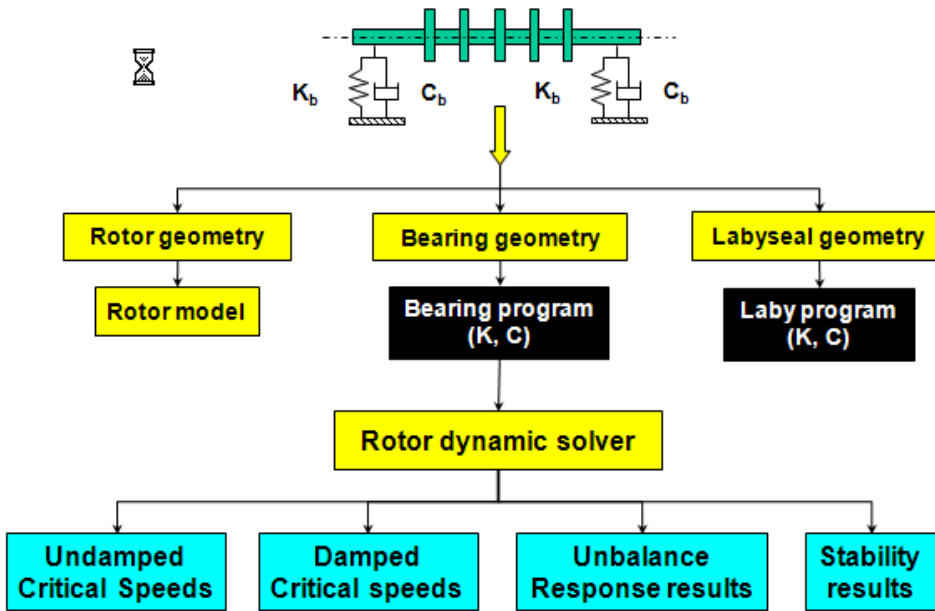 Kb
Cb
Kb
Cb
Rotor geometry
Bearing geometry
Labyseal geometry
Rotor model
Bearing program
(K, C)
Laby program
(K, C)
Rotor dynamic solver
Undamped
Critical Speeds
Damped
Critical speeds
Unbalance
Response results
Stability
results